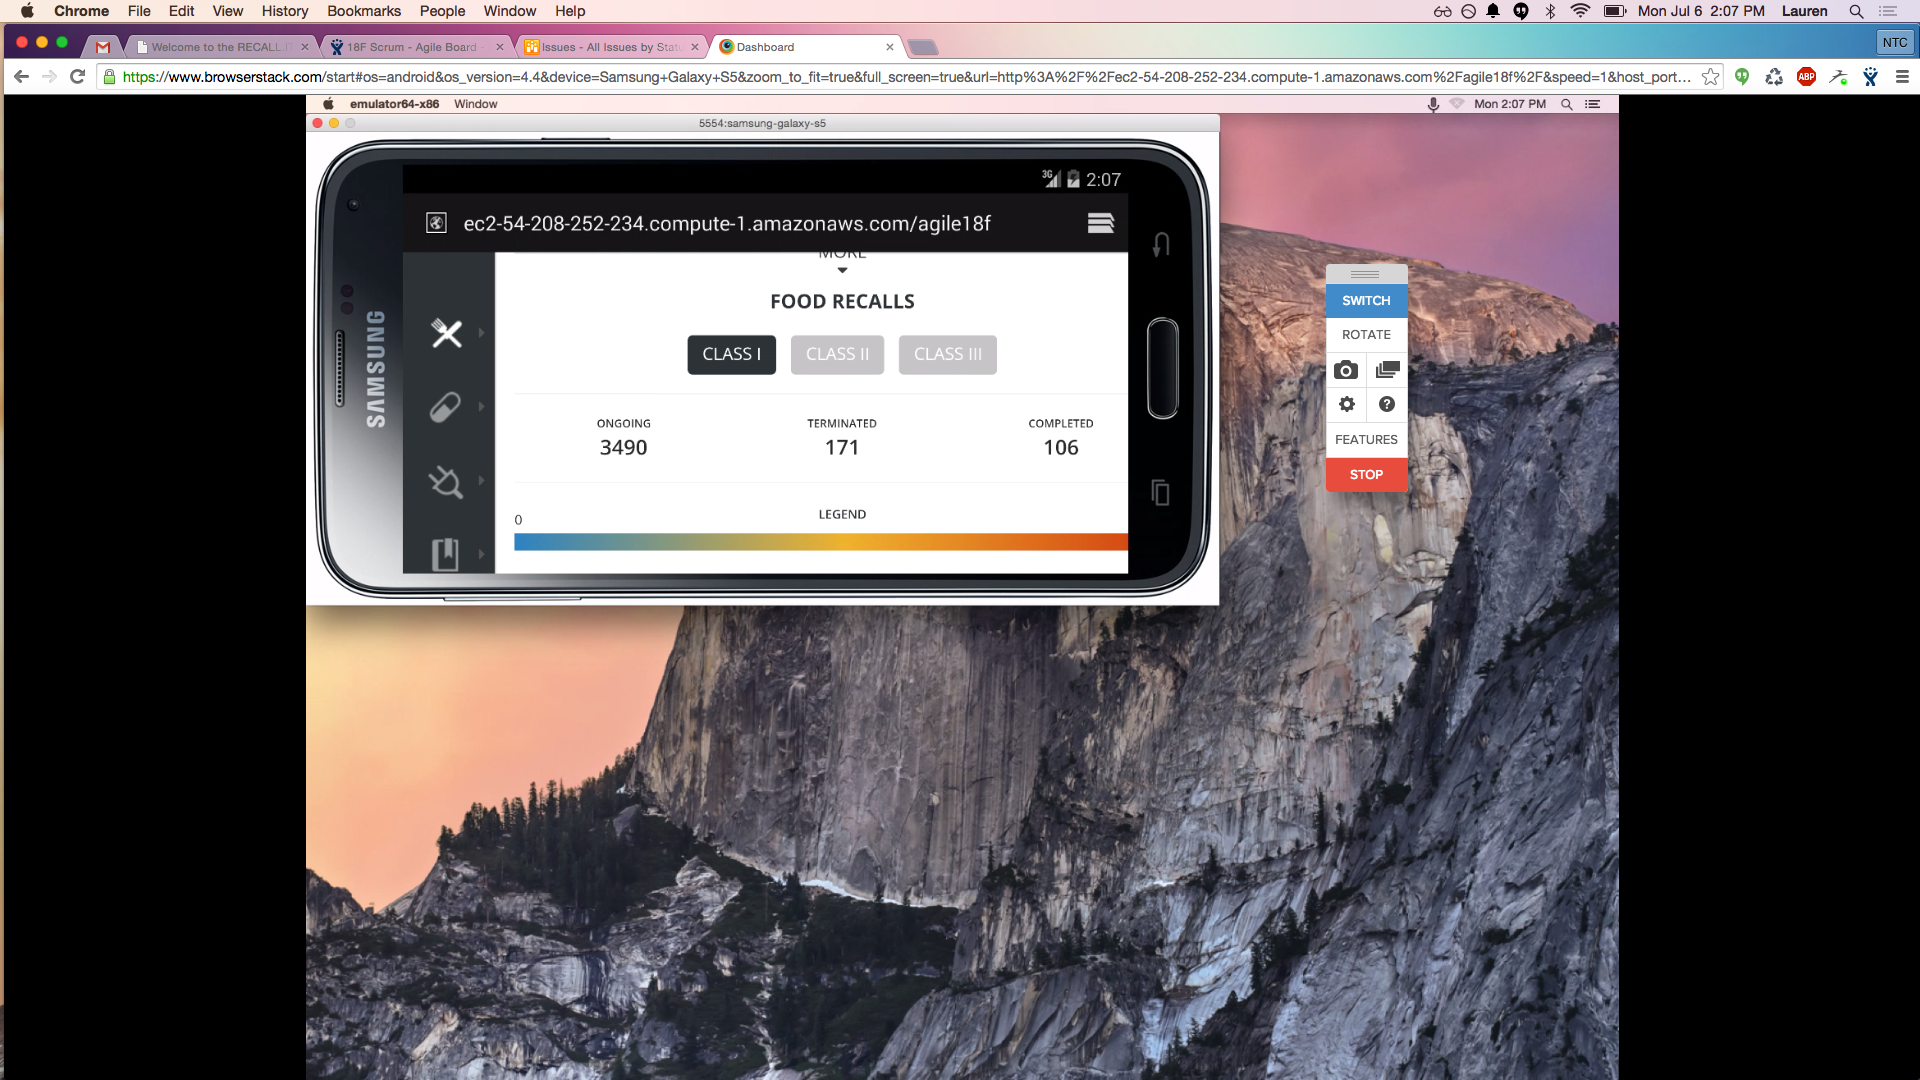 Chrome File Edit View History Bookmarks People Window Help Mon Jul 6 2:07 PM Lauren
Welcome to the RECALL.IT 18F Scrum - Agile Board - Issues - All Issues by Statu Dashboard NTC
https://www.browserstack.com/start#os=android&os_version=4.4&device=Samsung+Galaxy+S5&zoom_to_fit=true&full_screen=true&url=http%3A%2F%2Fec2-54-208-252-234.compute-1.amazonaws.com%2Fagile18f%2F&speed=1&host_port... ABP
emulator64-x86 Window Mon 2:07 PM
5554:samsung-galaxy-s5
3G 2:07
ec2-54-208-252-234.compute-1.amazonaws.com/agile18f
SAMSUNG
MORE
FOOD RECALLS
CLASS I CLASS II CLASS III
ONGOING TERMINATED COMPLETED
3490 171 106
0 LEGEND
SWITCH
ROTATE
FEATURES
STOP